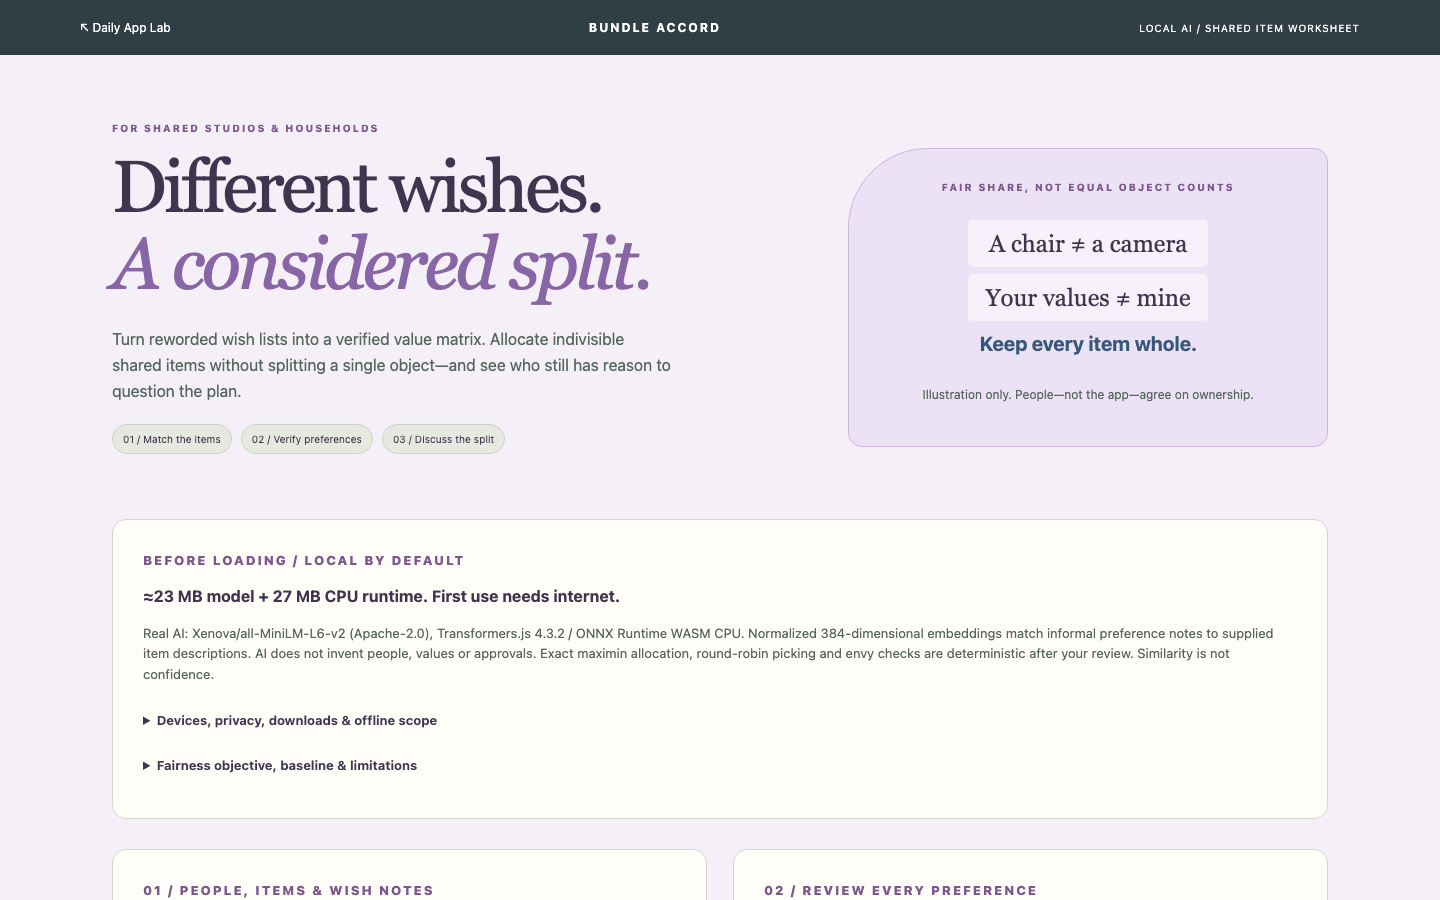 ↖ Daily App Lab
BUNDLE ACCORD
LOCAL AI / SHARED ITEM WORKSHEET
FOR SHARED STUDIOS & HOUSEHOLDS
Different wishes.
A considered split.
Turn reworded wish lists into a verified value matrix. Allocate indivisible
shared items without splitting a single object—and see who still has reason to
question the plan.
01 / Match the items
02 / Verify preferences
03 / Discuss the split
FAIR SHARE, NOT EQUAL OBJECT COUNTS
A chair ≠ a camera
Your values ≠ mine
Keep every item whole.
Illustration only. People—not the app—agree on ownership.
BEFORE LOADING / LOCAL BY DEFAULT
≈23 MB model + 27 MB CPU runtime. First use needs internet.
Real AI: Xenova/all-MiniLM-L6-v2 (Apache-2.0), Transformers.js 4.3.2 / ONNX Runtime WASM CPU. Normalized 384-dimensional embeddings match informal preference notes to supplied
item descriptions. AI does not invent people, values or approvals. Exact maximin allocation, round-robin picking and envy checks are deterministic after your review. Similarity is not
confidence.
Devices, privacy, downloads & offline scope
Fairness objective, baseline & limitations
01 / PEOPLE, ITEMS & WISH NOTES
02 / REVIEW EVERY PREFERENCE